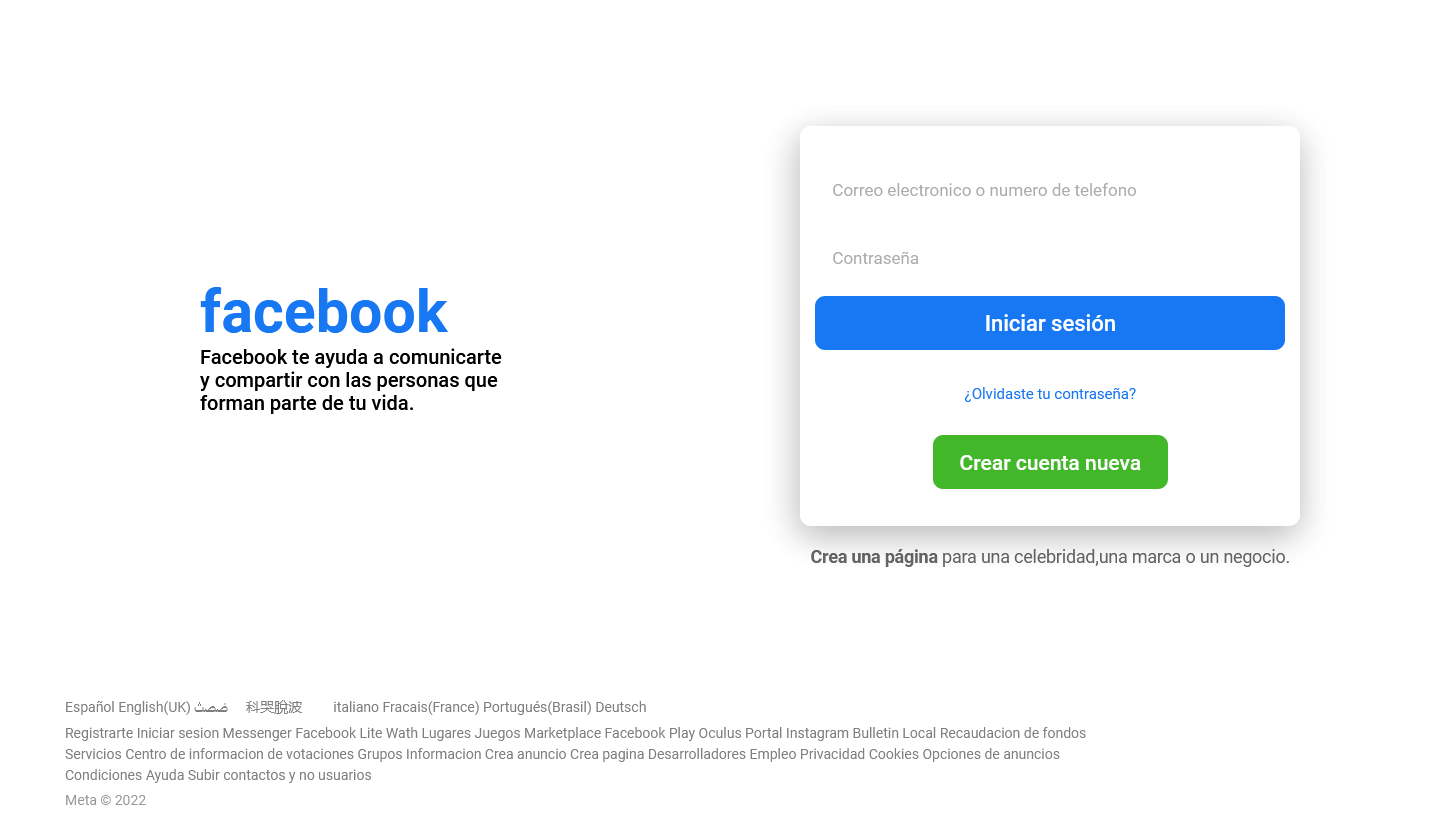 facebook
Facebook te ayuda a comunicarte
y compartir con las personas que
forman parte de tu vida.
Correo electronico o numero de telefono
Contraseña
Iniciar sesión
¿Olvidaste tu contraseña?
Crear cuenta nueva
Crea una página para una celebridad,una marca o un negocio.
Español English(UK) ضصث 科哭脫波 italiano Fracais(France) Portugués(Brasil) Deutsch
Registrarte Iniciar sesion Messenger Facebook Lite Wath Lugares Juegos Marketplace Facebook Play Oculus Portal Instagram Bulletin Local Recaudacion de fondos
Servicios Centro de informacion de votaciones Grupos Informacion Crea anuncio Crea pagina Desarrolladores Empleo Privacidad Cookies Opciones de anuncios
Condiciones Ayuda Subir contactos y no usuarios
Meta © 2022